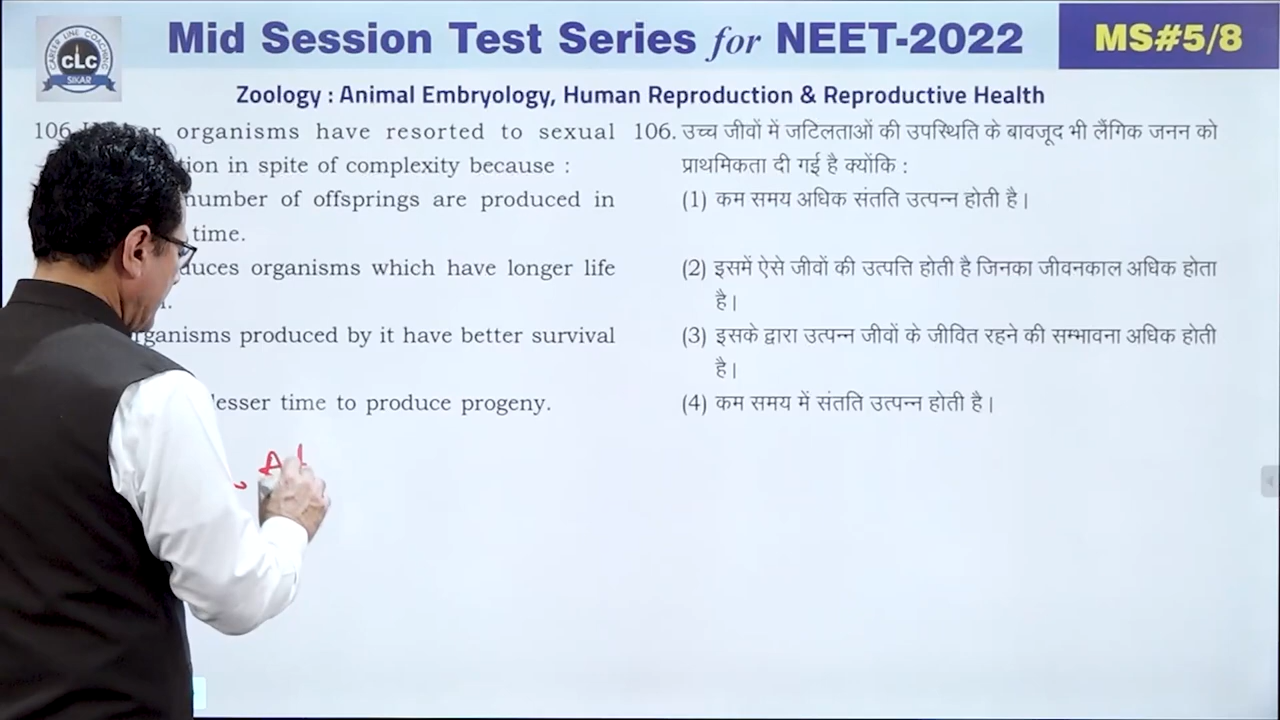 Mid Session Test Series for NEET-2022
MS#5/8
CAREER LINE COACHING
CLC
SIKAR
Zoology : Animal Embryology, Human Reproduction & Reproductive Health
106. organisms have resorted to sexual
in spite of complexity because :
number of offsprings are produced in
time.
organisms which have longer life
produced by it have better survival
lesser time to produce progeny.
106. उच्च जीवों में जटिलताओं की उपस्थिति के बावजूद भी लैंगिक जनन को
प्राथमिकता दी गई है क्योंकि :
(1) कम समय अधिक संतति उत्पन्न होती है।
(2) इसमें ऐसे जीवों की उत्पत्ति होती है जिनका जीवनकाल अधिक होता
है।
(3) इसके द्वारा उत्पन्न जीवों के जीवित रहने की सम्भावना अधिक होती
है।
(4) कम समय में संतति उत्पन्न होती है।